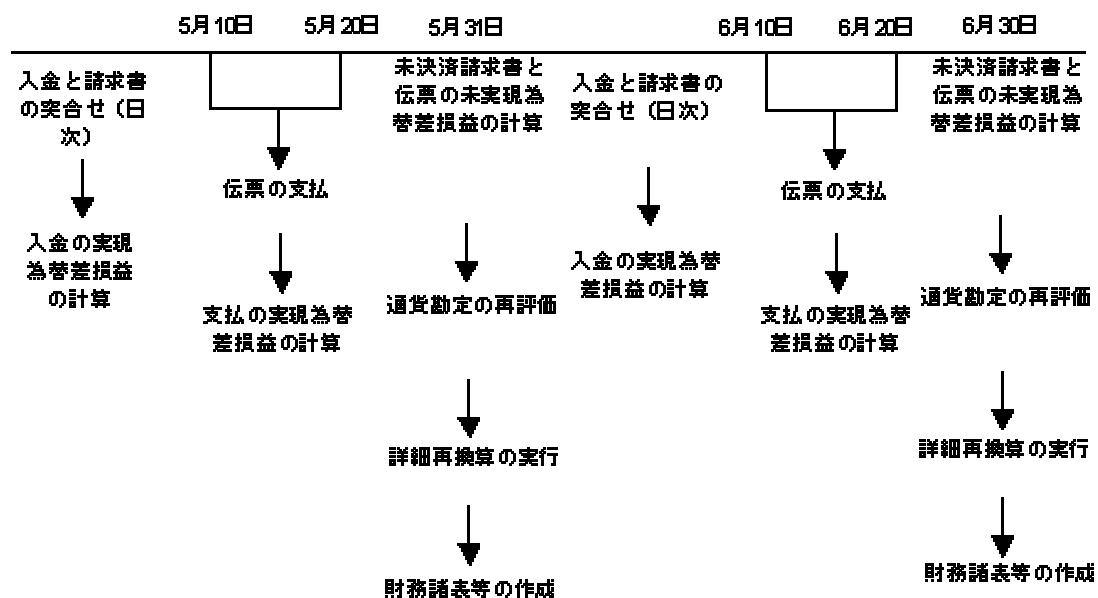 5月10日
5月20日
5月31日
6月10日
6月20日
6月30日
入金と請求書
の突合せ（日
次）
入金の実現
為替差損益
の計算
伝票の支払
支払の実現為替
差損益の計算
未決済請求書と
伝票の未実現為
替差損益の計算
通貨勘定の再評価
詳細再換算の実行
財務諸表等の作成
入金と請求書の
突合せ（日次）
入金の実現為替
差損益の計算
伝票の支払
支払の実現為替
差損益の計算
未決済請求書と
伝票の未実現為
替差損益の計算
通貨勘定の再評価
詳細再換算の実行
財務諸表等の作成